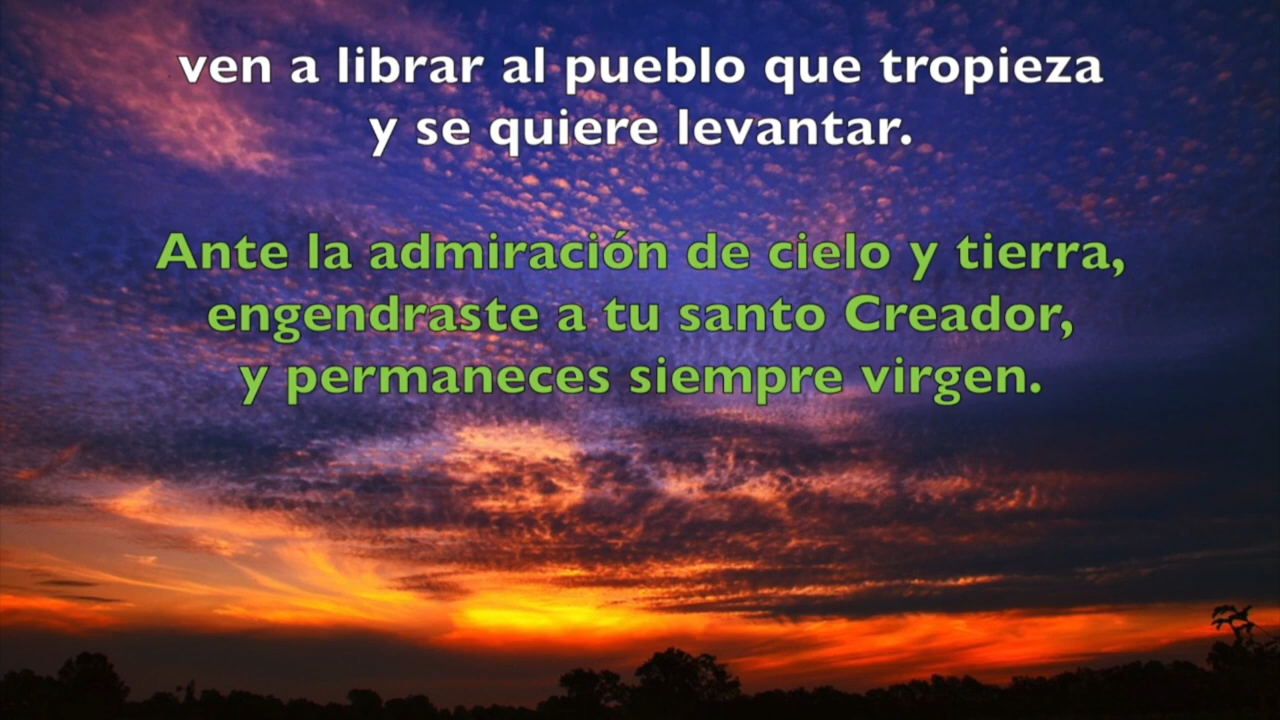 ven a librar al pueblo que tropieza
y se quiere levantar.
Ante la admiración de cielo y tierra,
engendraste a tu santo Creador,
y permaneces siempre virgen.